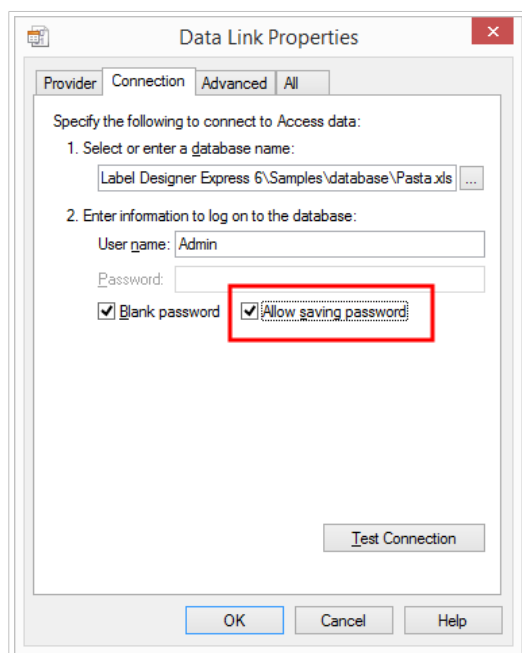 Data Link Properties
Provider Connection Advanced All
Specify the following to connect to Access data:
1. Select or enter a database name:
Label Designer Express 6\Samples\database\Pasta.xls ...
2. Enter information to log on to the database:
User name: Admin
Password:
Blank password Allow saving password
Test Connection
OK Cancel Help